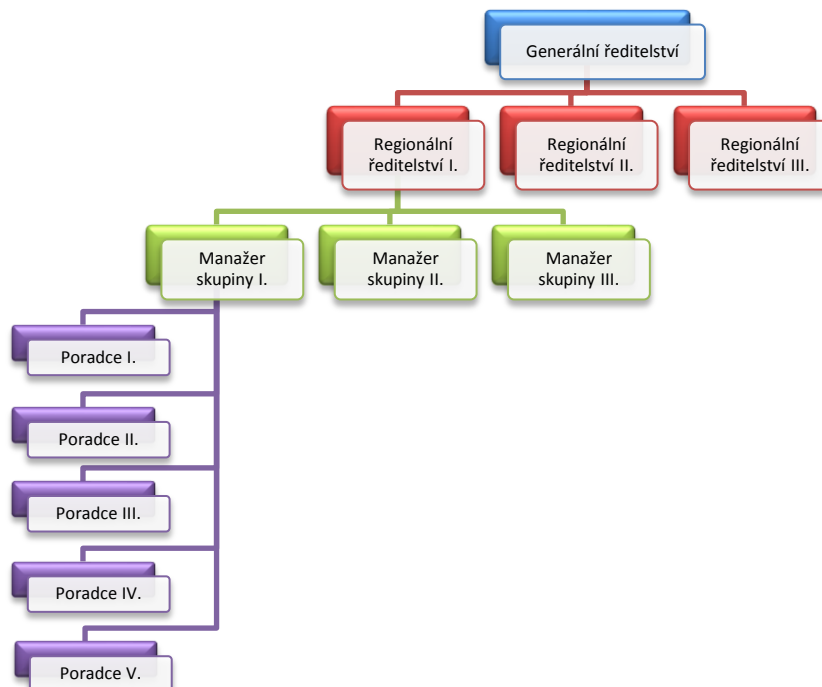 Generální ředitelství
Regionální
ředitelství I.
Regionální
ředitelství II.
Regionální
ředitelství III.
Manažer
skupiny I.
Manažer
skupiny II.
Manažer
skupiny III.
Poradce I.
Poradce II.
Poradce III.
Poradce IV.
Poradce V.